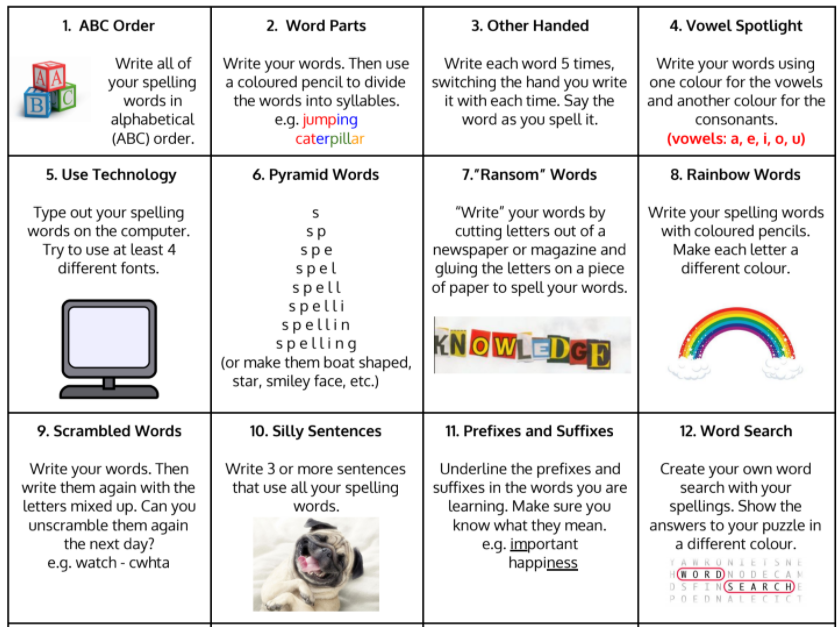 1. ABC Order
Write all of
your spelling
words in
alphabetical
(ABC) order.
A A
B C
2. Word Parts
Write your words. Then use
a coloured pencil to divide
the words into syllables.
e.g. jumping
caterpillar
3. Other Handed
Write each word 5 times,
switching the hand you write
it with each time. Say the
word as you spell it.
4. Vowel Spotlight
Write your words using
one colour for the vowels
and another colour for the
consonants.
(vowels: a, e, i, o, u)
5. Use Technology
Type out your spelling
words on the computer.
Try to use at least 4
different fonts.
6. Pyramid Words
s
s p
s p e
s p e l
s p e l l
s p e l l i
s p e l l i n
s p e l l i n g
(or make them boat shaped,
star, smiley face, etc.)
7."Ransom" Words
“Write” your words by
cutting letters out of a
newspaper or magazine and
gluing the letters on a piece
of paper to spell your words.
KNOWLEDGE
8. Rainbow Words
Write your spelling words
with coloured pencils.
Make each letter a
different colour.
9. Scrambled Words
Write your words. Then
write them again with the
letters mixed up. Can you
unscramble them again
the next day?
e.g. watch - cwhta
10. Silly Sentences
Write 3 or more sentences
that use all your spelling
words.
11. Prefixes and Suffixes
Underline the prefixes and
suffixes in the words you are
learning. Make sure you
know what they mean.
e.g. important
happiness
12. Word Search
Create your own word
search with your
spellings. Show the
answers to your puzzle in
a different colour.
W O R D N O D E C A
D S F I N S E A R C H E